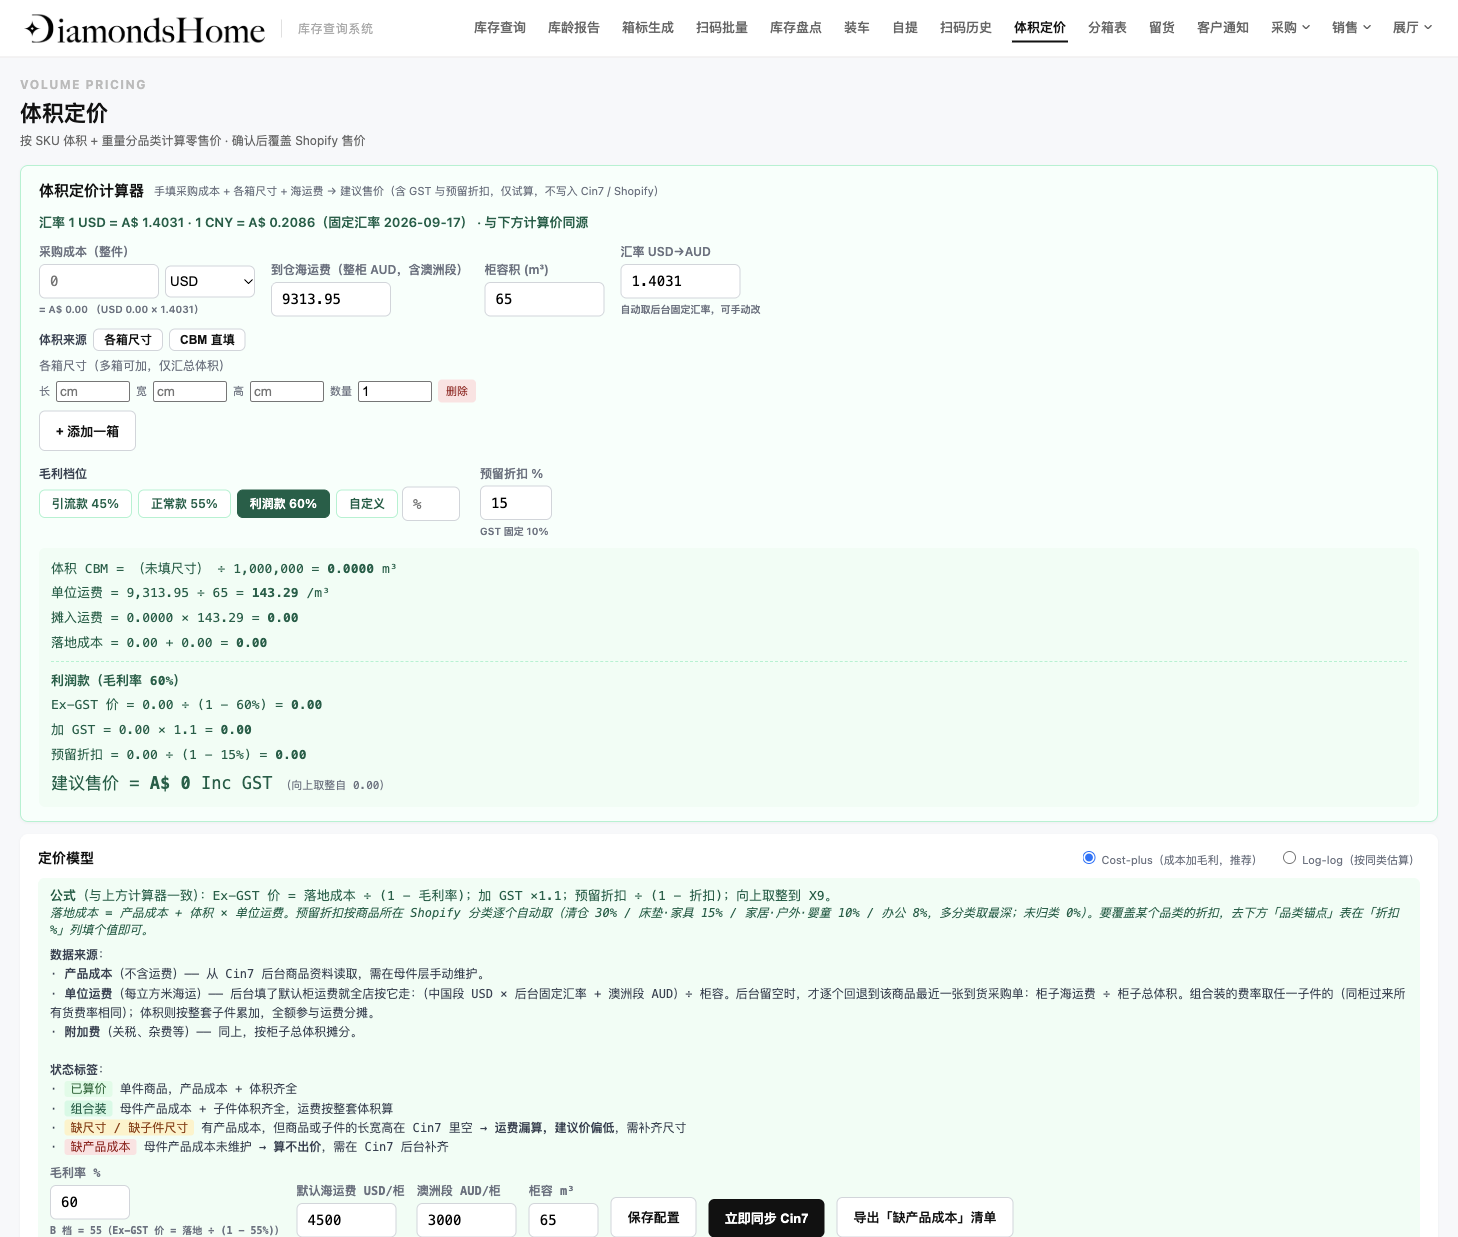 DiamondsHome 库存查询系统 库存查询 库龄报告 箱标生成 扫码批量 库存盘点 装车 自提 扫码历史 体积定价 分箱表 留货 客户通知 采购 销售 展厅
VOLUME PRICING
体积定价
按 SKU 体积 + 重量分品类计算零售价 · 确认后覆盖 Shopify 售价
体积定价计算器 手填采购成本 + 各箱尺寸 + 海运费 → 建议售价（含 GST 与预留折扣，仅试算，不写入 Cin7 / Shopify）
汇率 1 USD = A$ 1.4031 · 1 CNY = A$ 0.2086（固定汇率 2026-09-17） · 与下方计算价同源
采购成本（整件） 到仓海运费（整柜 AUD，含澳洲段） 柜容积 (m³) 汇率 USD→AUD
0 USD 9313.95 65 1.4031
= A$ 0.00 （USD 0.00 × 1.4031） 自动取后台固定汇率，可手动改
体积来源 各箱尺寸 CBM 直填
各箱尺寸（多箱可加，仅汇总体积）
长 cm 宽 cm 高 cm 数量 1 删除
+ 添加一箱
毛利档位 预留折扣 %
引流款 45% 正常款 55% 利润款 60% 自定义 % 15
GST 固定 10%
体积 CBM = （未填尺寸） ÷ 1,000,000 = 0.0000 m³
单位运费 = 9,313.95 ÷ 65 = 143.29 /m³
摊入运费 = 0.0000 × 143.29 = 0.00
落地成本 = 0.00 + 0.00 = 0.00
利润款（毛利率 60%）
Ex-GST 价 = 0.00 ÷ (1 − 60%) = 0.00
加 GST = 0.00 × 1.1 = 0.00
预留折扣 = 0.00 ÷ (1 − 15%) = 0.00
建议售价 = A$ 0 Inc GST （向上取整自 0.00）
定价模型 Cost-plus（成本加毛利，推荐） Log-log（按同类估算）
公式（与上方计算器一致）：Ex-GST 价 = 落地成本 ÷ (1 − 毛利率)；加 GST ×1.1；预留折扣 ÷ (1 − 折扣)；向上取整到 X9。
落地成本 = 产品成本 + 体积 × 单位运费。预留折扣按商品所在 Shopify 分类逐个自动取（清仓 30% / 床垫·家具 15% / 家居·户外·婴童 10% / 办公 8%，多分类取最深；未归类 0%）。要覆盖某个品类的折扣，去下方「品类锚点」表在「折扣
%」列填个值即可。
数据来源：
· 产品成本（不含运费）—— 从 Cin7 后台商品资料读取，需在母件层手动维护。
· 单位运费（每立方米海运）—— 后台填了默认柜运费就全店按它走：（中国段 USD × 后台固定汇率 + 澳洲段 AUD）÷ 柜容。后台留空时，才逐个回退到该商品最近一张到货采购单：柜子海运费 ÷ 柜子总体积。组合装的费率取任一子件的（同柜过来所
有货费率相同）；体积则按整套子件累加，全额参与运费分摊。
· 附加费（关税、杂费等）—— 同上，按柜子总体积摊分。
状态标签：
· 已算价 单件商品，产品成本 + 体积齐全
· 组合装 母件产品成本 + 子件体积齐全，运费按整套体积算
· 缺尺寸 / 缺子件尺寸 有产品成本，但商品或子件的长宽高在 Cin7 里空 → 运费漏算，建议价偏低，需补齐尺寸
· 缺产品成本 母件产品成本未维护 → 算不出价，需在 Cin7 后台补齐
毛利率 % 默认海运费 USD/柜 澳洲段 AUD/柜 柜容 m³
60 4500 3000 65 保存配置 立即同步 Cin7 导出「缺产品成本」清单
B 档 = 55（Ex-GST 价 = 落地 ÷ (1 − 55%)）